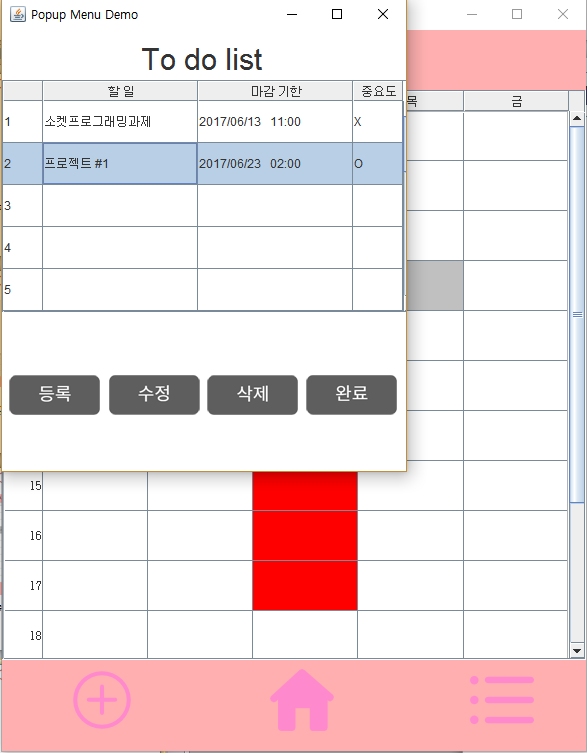 Popup Menu Demo
To do list
할 일 마감 기한 중요도
1 소켓프로그래밍과제 2017/06/13 11:00 X
2 프로젝트 #1 2017/06/23 02:00 O
3
4
5
등록 수정 삭제 완료
목 금
15
16
17
18